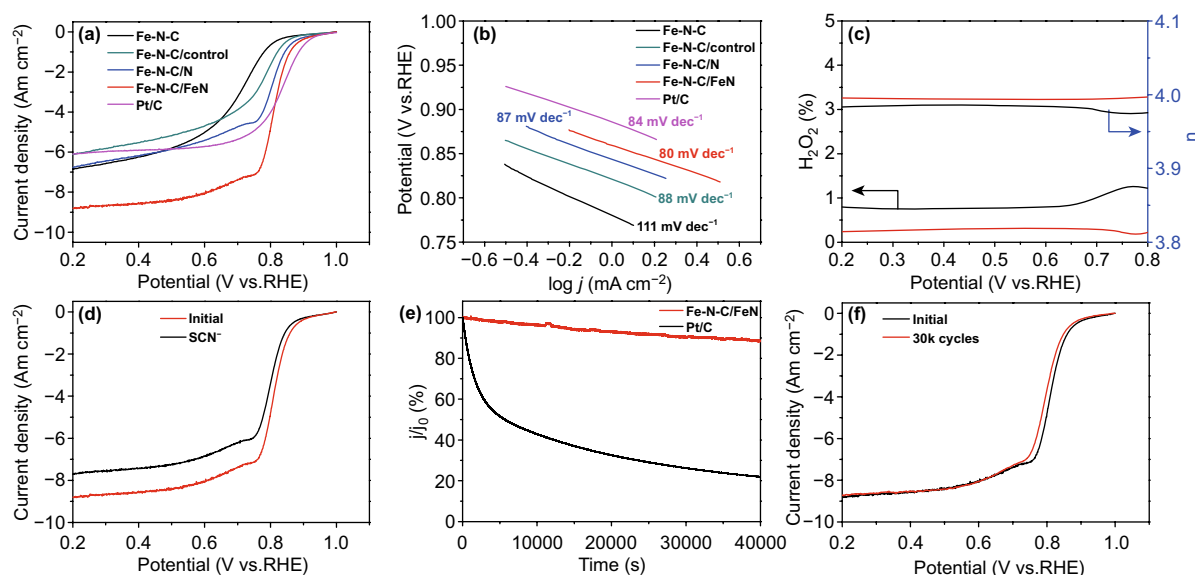 (a)
Fe-N-C
Fe-N-C/control
Fe-N-C/N
Fe-N-C/FeN
Pt/C
Current density (Am cm⁻²)
0
−2
−4
−6
−8
−10
0.2 0.4 0.6 0.8 1.0
Potential (V vs.RHE)
(b)
Fe-N-C
Fe-N-C/control
Fe-N-C/N
Fe-N-C/FeN
Pt/C
87 mV dec⁻¹
84 mV dec⁻¹
80 mV dec⁻¹
88 mV dec⁻¹
111 mV dec⁻¹
Potential (V vs.RHE)
1.00
0.95
0.90
0.85
0.80
0.75
−0.6 −0.4 −0.2 0.0 0.2 0.4 0.6
log j (mA cm⁻²)
(c)
H₂O₂ (%)
5
4
3
2
1
0
4.1
4.0
3.9
3.8
n
0.2 0.3 0.4 0.5 0.6 0.7 0.8
Potential (V vs.RHE)
(d)
Initial
SCN⁻
Current density (Am cm⁻²)
0
−2
−4
−6
−8
−10
0.2 0.4 0.6 0.8 1.0
Potential (V vs.RHE)
(e)
Fe-N-C/FeN
Pt/C
j/j₀ (%)
100
80
60
40
20
0
0 10000 20000 30000 40000
Time (s)
(f)
Initial
30k cycles
Current density (Am cm⁻²)
0
−2
−4
−6
−8
−10
0.2 0.4 0.6 0.8 1.0
Potential (V vs.RHE)